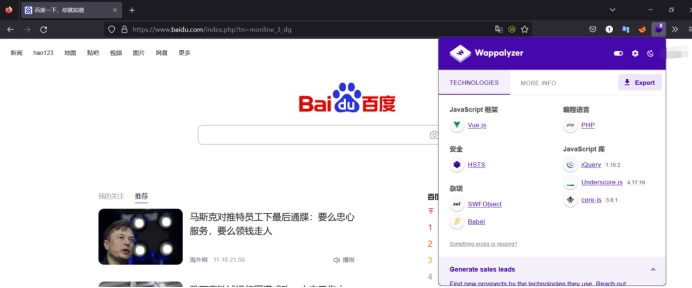 百度一下，你就知道
https://www.baidu.com/index.php?tn=monline_3_dg
新闻 hao123 地图 贴吧 视频 图片 网盘 更多
Bai du 百度
我的关注 推荐
马斯克对推特员工下最后通牒：要么忠心
服务，要么领钱走人
海外网 11-16 21:59 播报
1
2
3
4
Wappalyzer
TECHNOLOGIES
MORE INFO
Export
JavaScript 框架
Vue.js
安全
HSTS
杂项
SWFObject
Babel
编程语言
PHP
JavaScript 库
jQuery 1.10.2
Underscore.js 4.17.19
core-js 3.8.1
Something wrong or missing?
Generate sales leads
Find new prospects by the technologies they use. Reach out